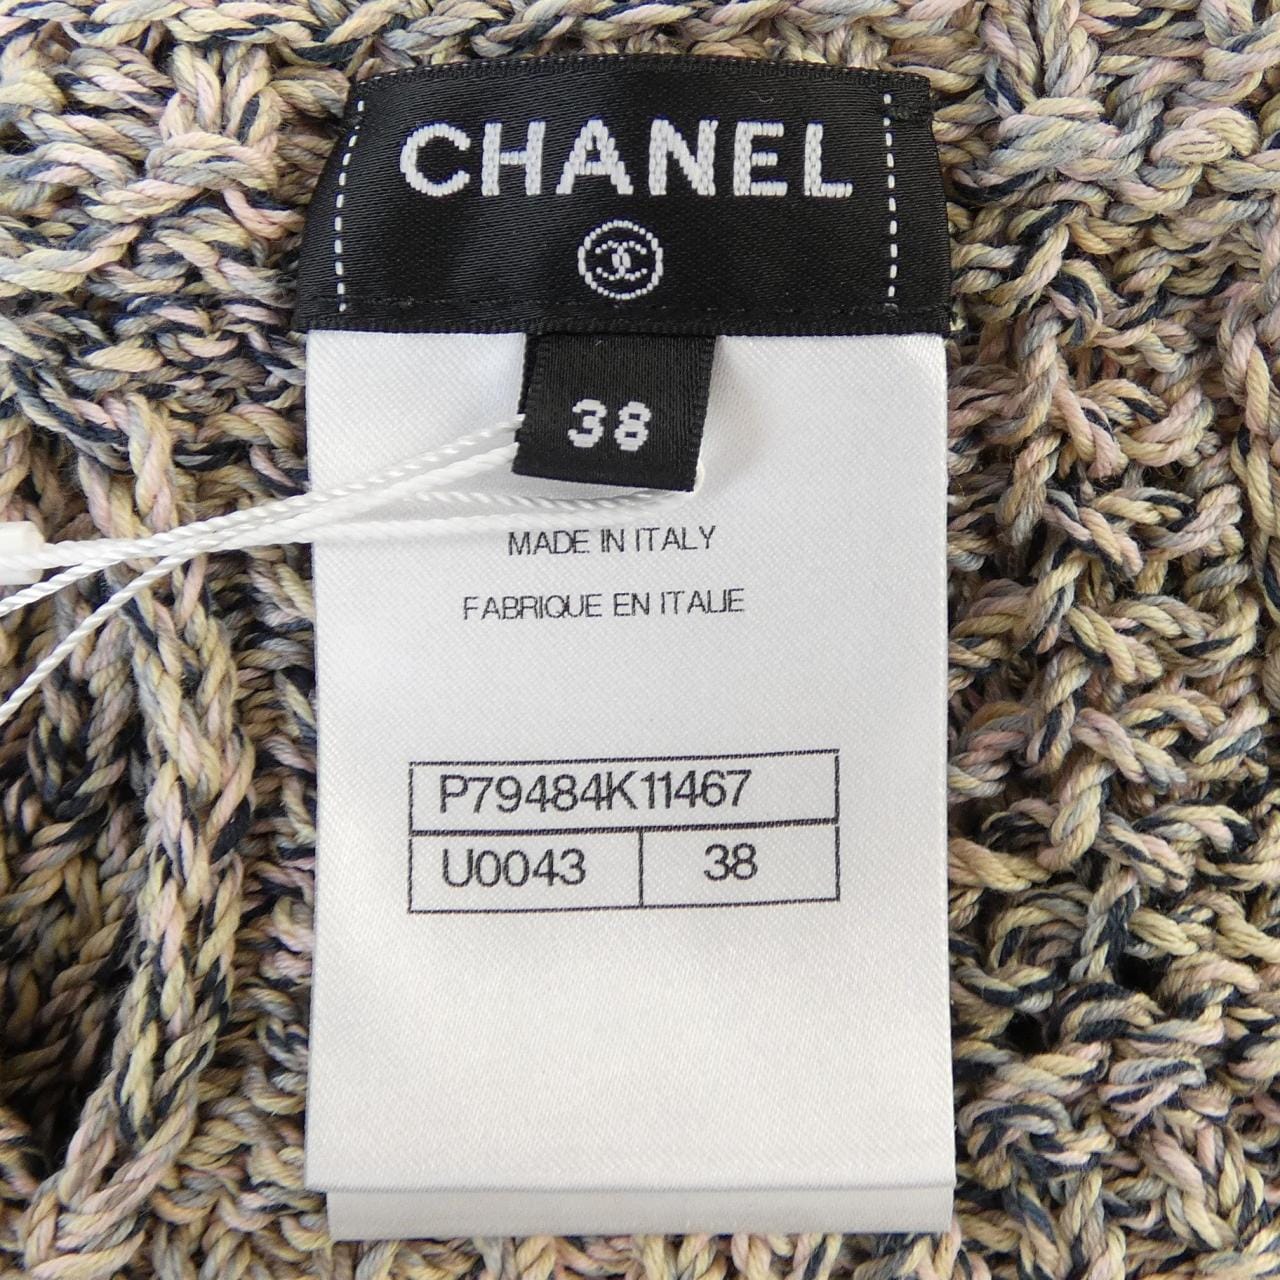 CHANEL
38
MADE IN ITALY
FABRIQUE EN ITALIE
P79484K11467
U0043 38